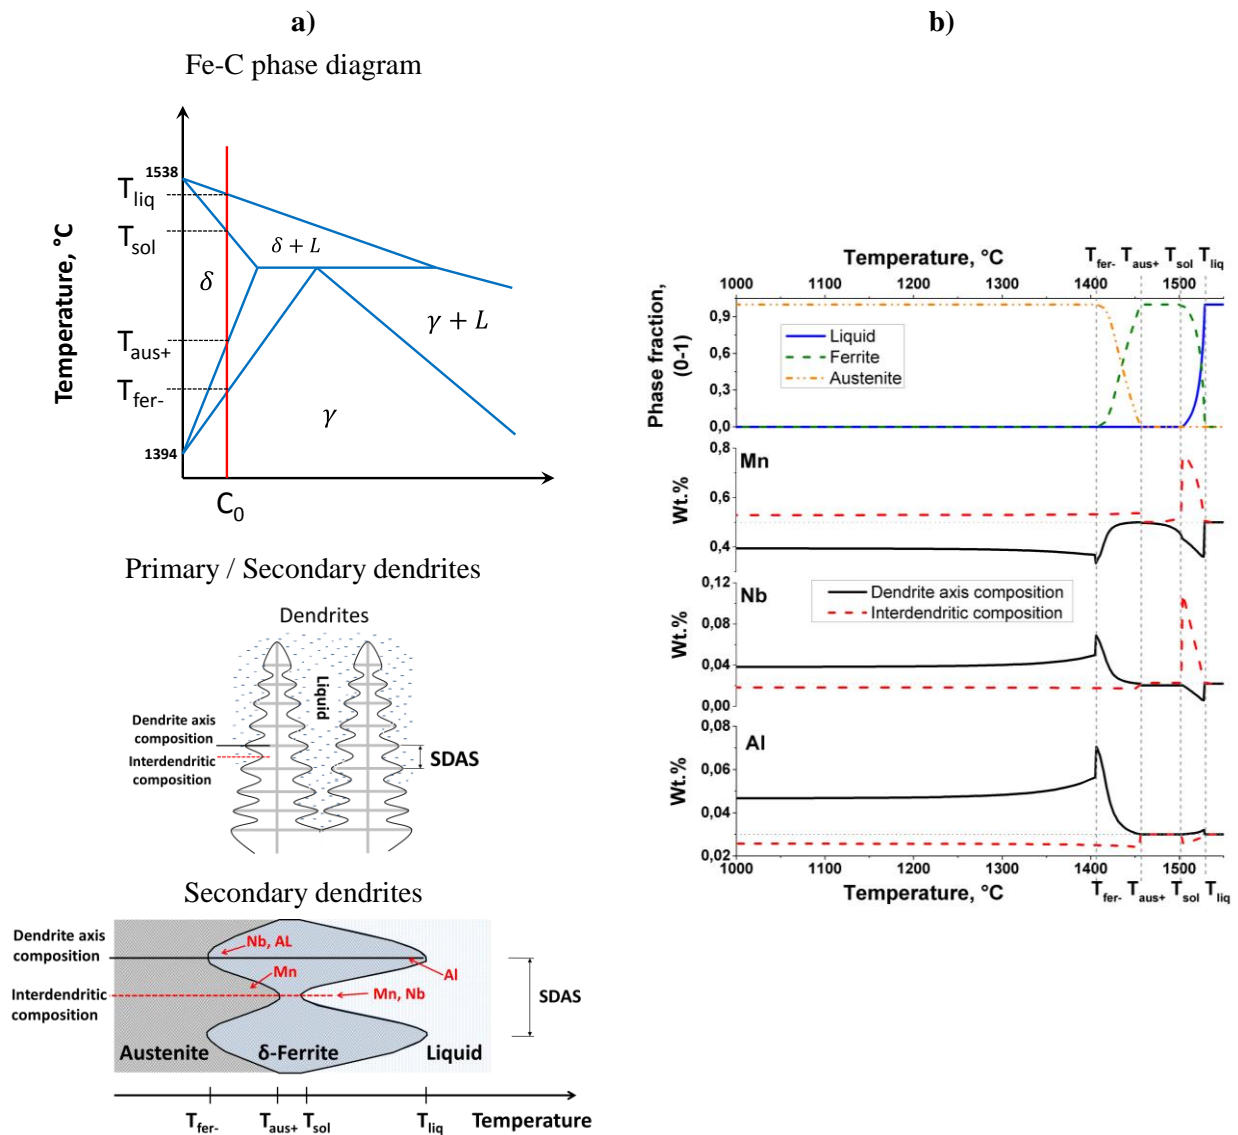 a)
Fe-C phase diagram
Temperature, °C
1538
T_liq
T_sol
δ + L
δ
γ + L
T_aus+
T_fer-
γ
1394
C_0
Primary / Secondary dendrites
Dendrites
Liquid
Dendrite axis
composition
Interdendritic
composition
SDAS
Secondary dendrites
Dendrite axis
composition
Nb, AL
Al
Mn
Interdendritic
composition
Mn, Nb
SDAS
Austenite
δ-Ferrite
Liquid
T_fer- T_aus+ T_sol T_liq Temperature
b)
Temperature, °C T_fer- T_aus+ T_sol T_liq
1000 1100 1200 1300 1400 1500
Phase fraction,
(0-1)
0,9
0,6
0,3
0,0
Liquid
Ferrite
Austenite
Mn
Wt.%
0,8
0,6
0,4
Nb
Wt.%
0,12
0,04
0,00
Dendrite axis composition
Interdendritic composition
Al
Wt.%
0,08
0,06
0,04
0,02
1000 1100 1200 1300 1400 1500
Temperature, °C T_fer- T_aus+ T_sol T_liq